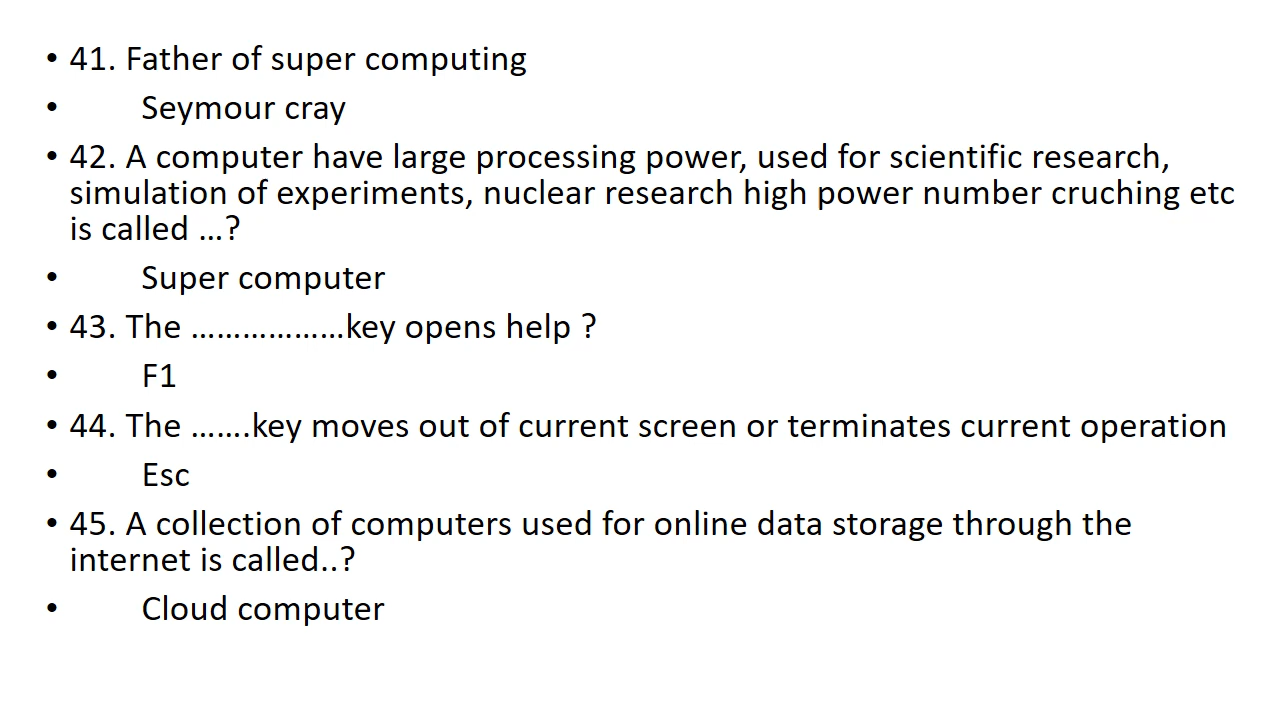 • 41. Father of super computing
• Seymour cray
• 42. A computer have large processing power, used for scientific research,
simulation of experiments, nuclear research high power number cruching etc
is called …?
• Super computer
• 43. The ………………key opens help ?
• F1
• 44. The …….key moves out of current screen or terminates current operation
• Esc
• 45. A collection of computers used for online data storage through the
internet is called..?
• Cloud computer